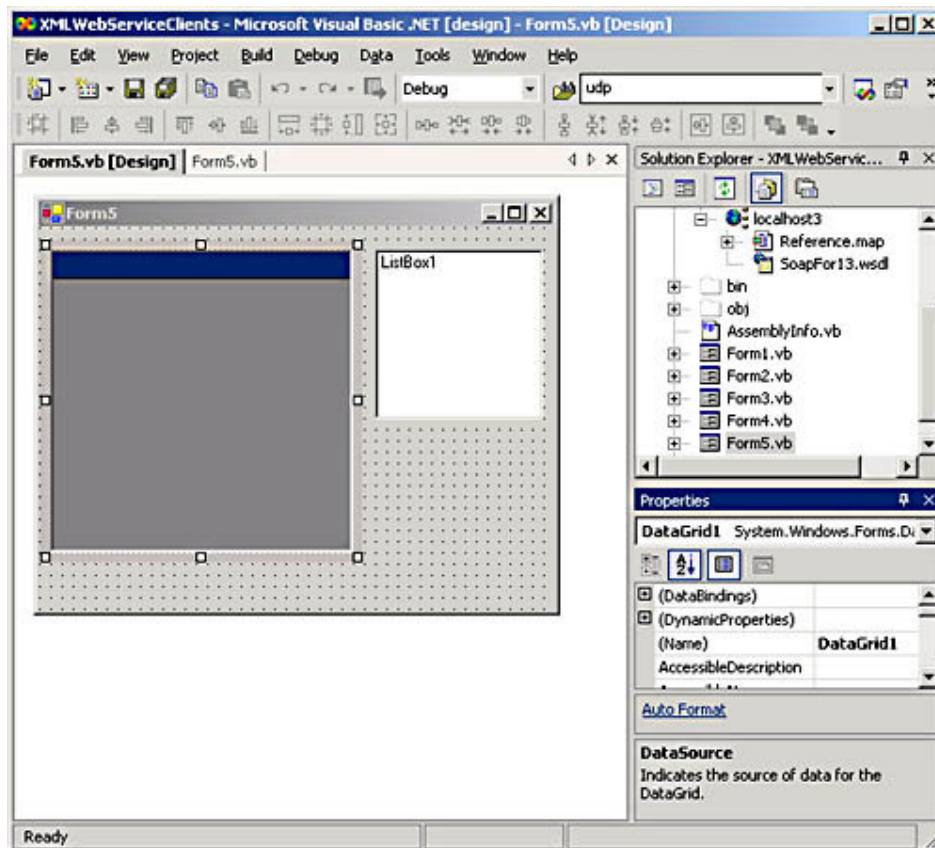 XMLWebServiceClients - Microsoft Visual Basic .NET [design] - Form5.vb [Design]
File Edit View Project Build Debug Data Tools Window Help
Debug udp
Form5.vb [Design] Form5.vb
Solution Explorer - XMLWebServic...
Form5
ListBox1
localhost3
Reference.map
SoapFor13.wsdl
bin
obj
AssemblyInfo.vb
Form1.vb
Form2.vb
Form3.vb
Form4.vb
Form5.vb
Properties
DataGrid1 System.Windows.Forms.Da
(DataBindings)
(DynamicProperties)
(Name) DataGrid1
AccessibleDescription
Auto Format
DataSource
Indicates the source of data for the
DataGrid.
Ready